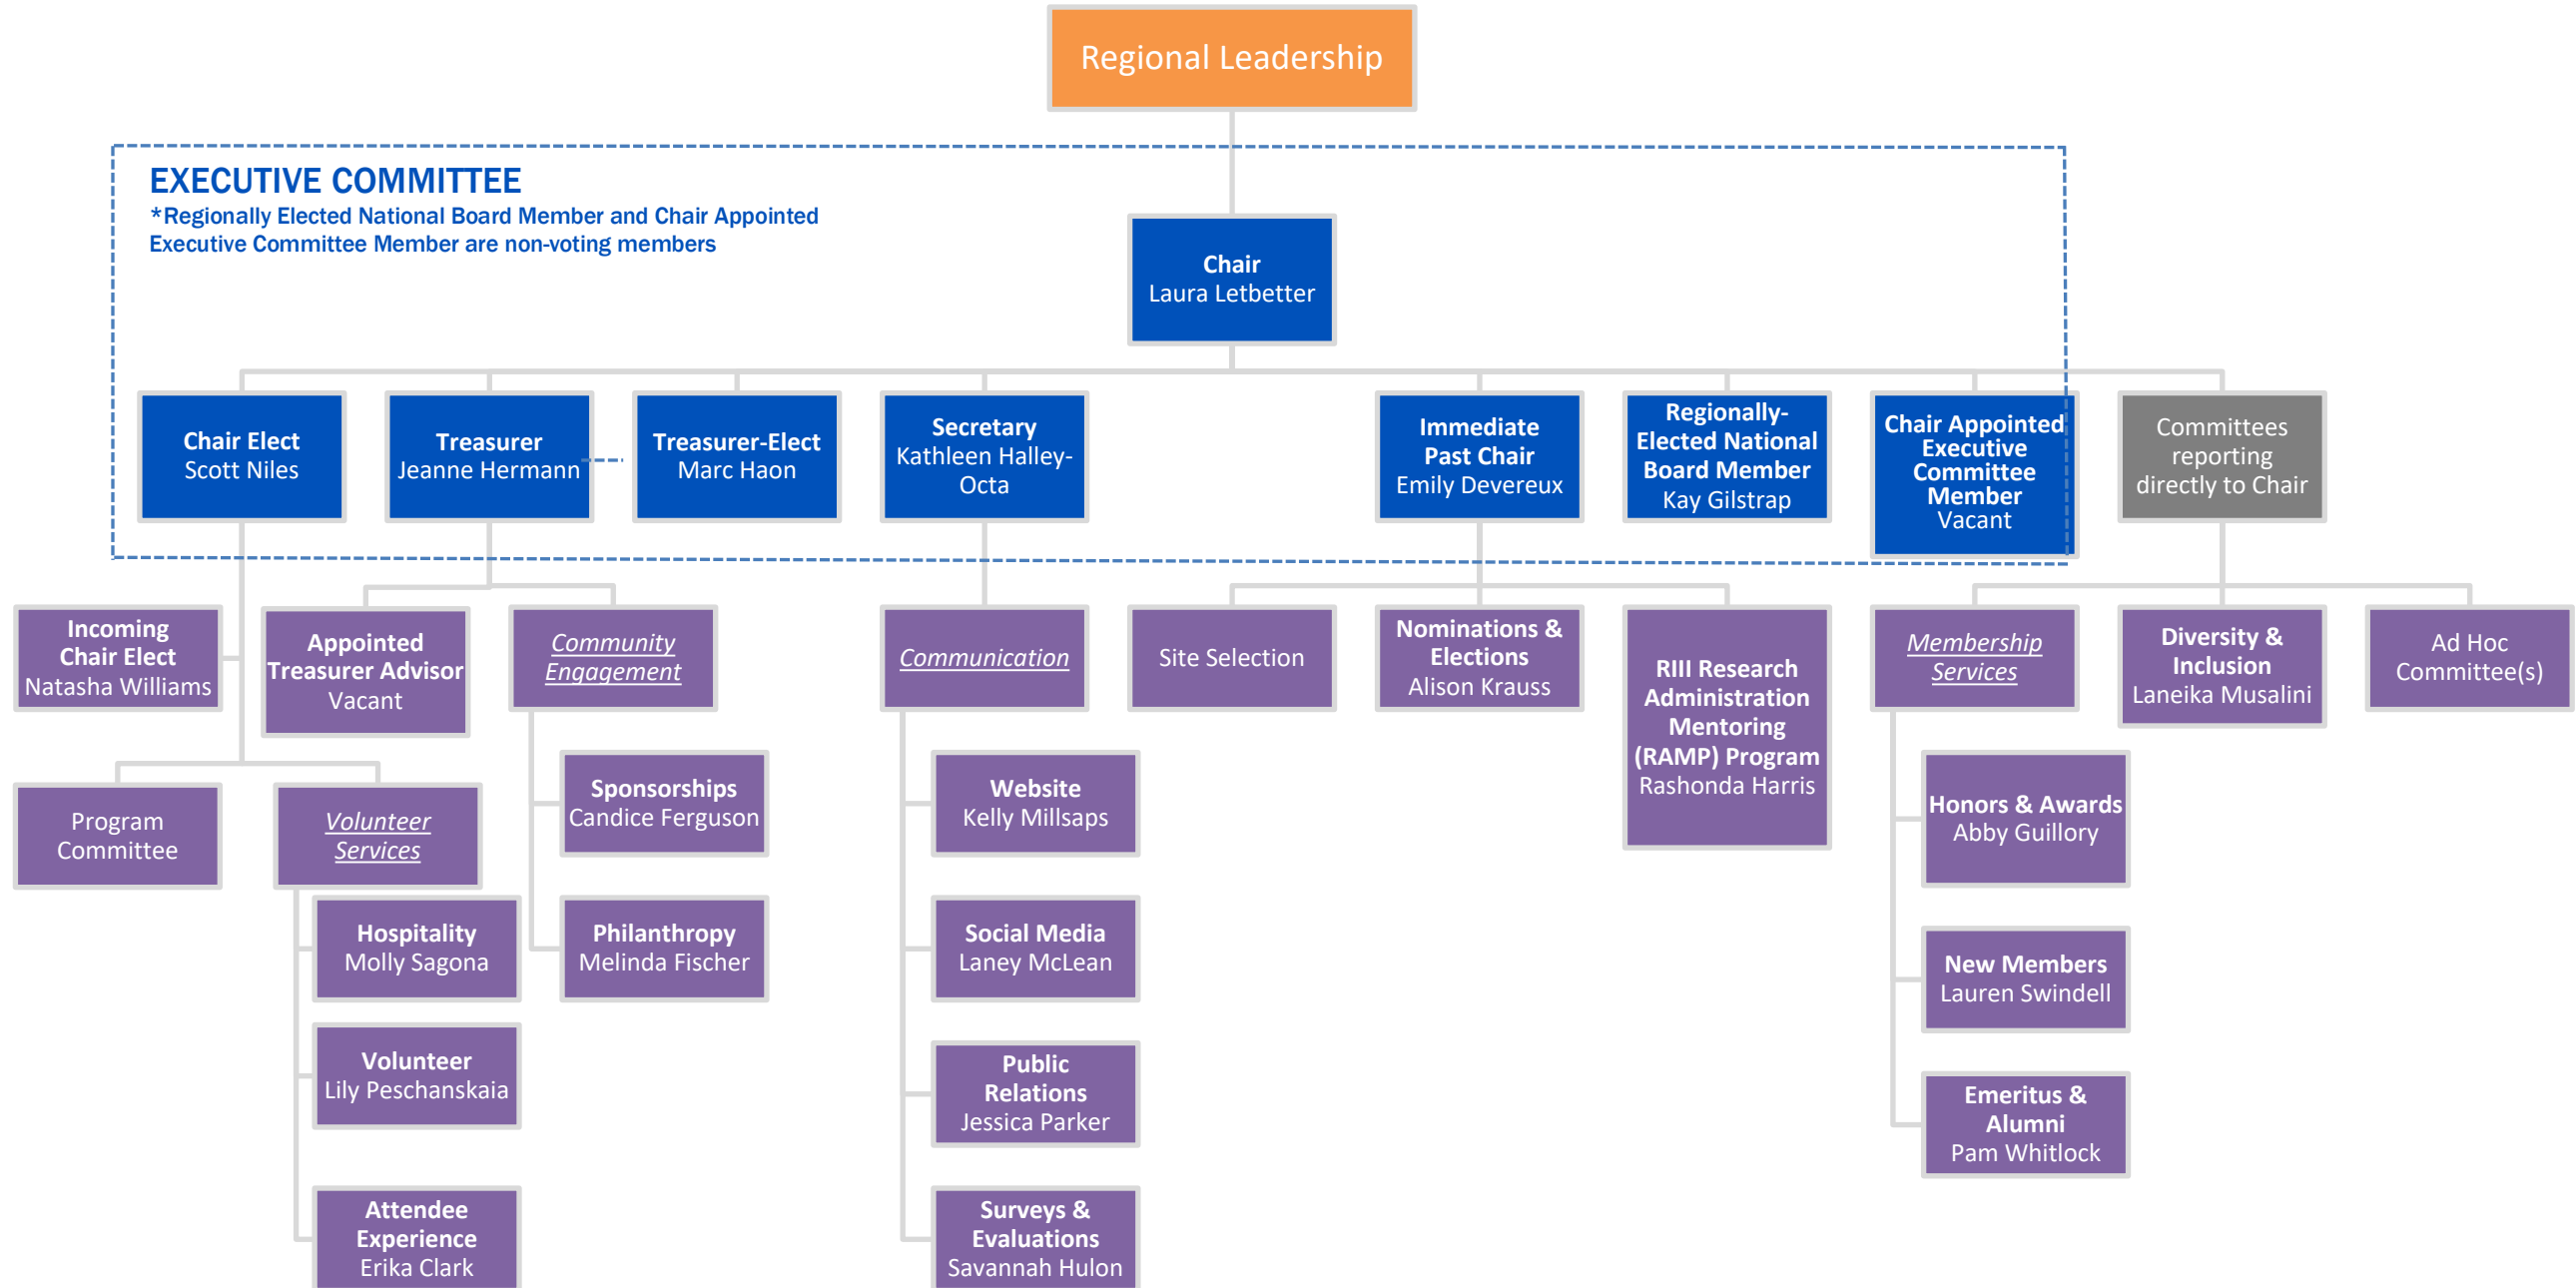 Regional Leadership
EXECUTIVE COMMITTEE
*Regionally Elected National Board Member and Chair Appointed
Executive Committee Member are non-voting members
Chair
Laura Letbetter
Chair Elect
Scott Niles
Treasurer
Jeanne Hermann
Treasurer-Elect
Marc Haon
Secretary
Kathleen Halley-
Octa
Immediate
Past Chair
Emily Devereux
Regionally-
Elected National
Board Member
Kay Gilstrap
Chair Appointed
Executive
Committee
Member
Vacant
Committees
reporting
directly to Chair
Incoming
Chair Elect
Natasha Williams
Appointed
Treasurer Advisor
Vacant
Community
Engagement
Communication
Site Selection
Nominations &
Elections
Alison Krauss
RIII Research
Administration
Mentoring
(RAMP) Program
Rashonda Harris
Membership
Services
Diversity &
Inclusion
Laneika Musalini
Ad Hoc
Committee(s)
Program
Committee
Volunteer
Services
Sponsorships
Candice Ferguson
Website
Kelly Millsaps
Honors & Awards
Abby Guillory
Hospitality
Molly Sagona
Philanthropy
Melinda Fischer
Social Media
Laney McLean
New Members
Lauren Swindell
Volunteer
Lily Peschanskaia
Public
Relations
Jessica Parker
Emeritus &
Alumni
Pam Whitlock
Attendee
Experience
Erika Clark
Surveys &
Evaluations
Savannah Hulon